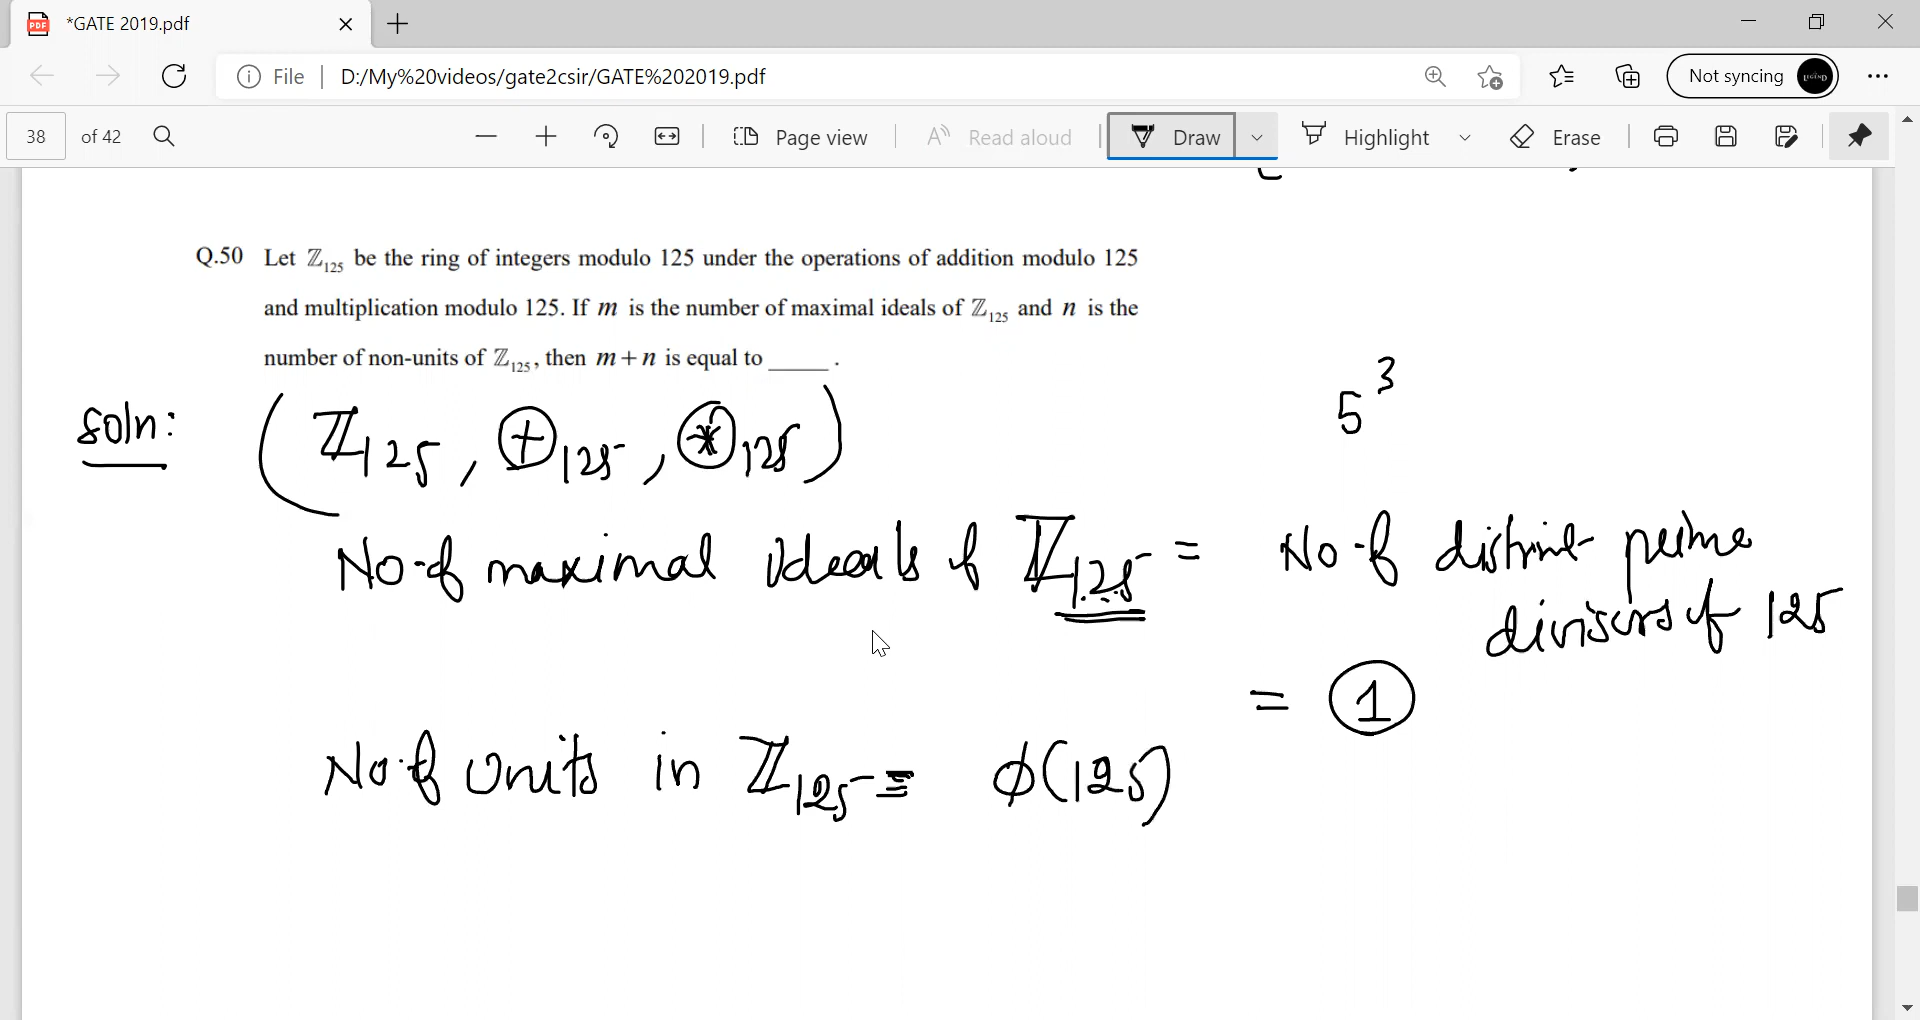 *GATE 2019.pdf
File D:/My%20videos/gate2csir/GATE%202019.pdf Not syncing LEGEND
38 of 42 Page view Read aloud Draw Highlight Erase
Q.50 Let ℤ₁₂₅ be the ring of integers modulo 125 under the operations of addition modulo 125
and multiplication modulo 125. If m is the number of maximal ideals of ℤ₁₂₅ and n is the
number of non-units of ℤ₁₂₅, then m+n is equal to _____ .
5³
soln: (ℤ₁₂₅, ⊕₁₂₅, ⊛₁₂₅)
No·of maximal ideals of ℤ₁₂₅ = No·of distinct prime
divisors of 125
= 1
No·of units in ℤ₁₂₅ = ϕ(125)